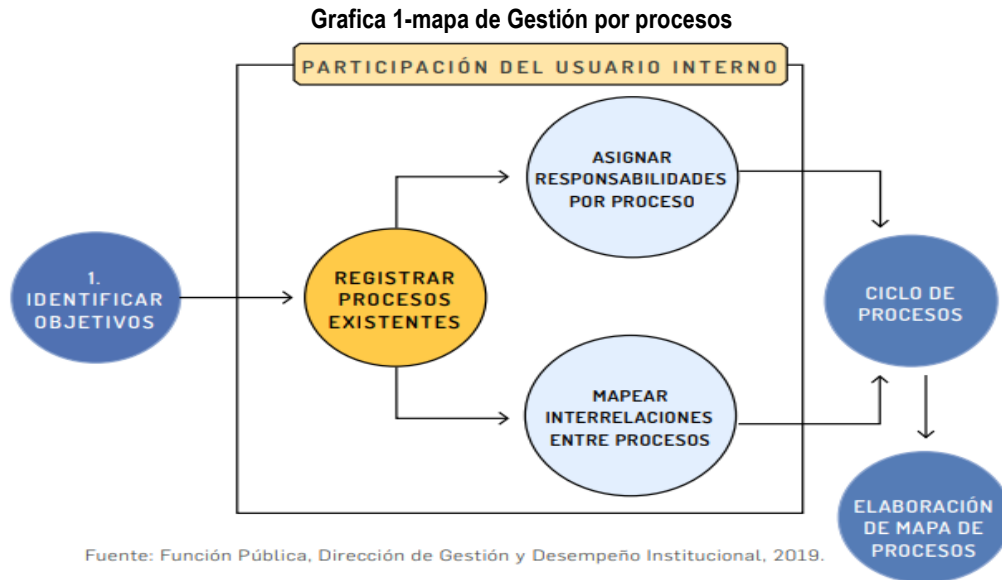 Grafica 1-mapa de Gestión por procesos
PARTICIPACIÓN DEL USUARIO INTERNO
1.
IDENTIFICAR
OBJETIVOS
REGISTRAR
PROCESOS
EXISTENTES
ASIGNAR
RESPONSABILIDADES
POR PROCESO
MAPEAR
INTERRELACIONES
ENTRE PROCESOS
CICLO DE
PROCESOS
ELABORACIÓN
DE MAPA DE
PROCESOS
Fuente: Función Pública, Dirección de Gestión y Desempeño Institucional, 2019.